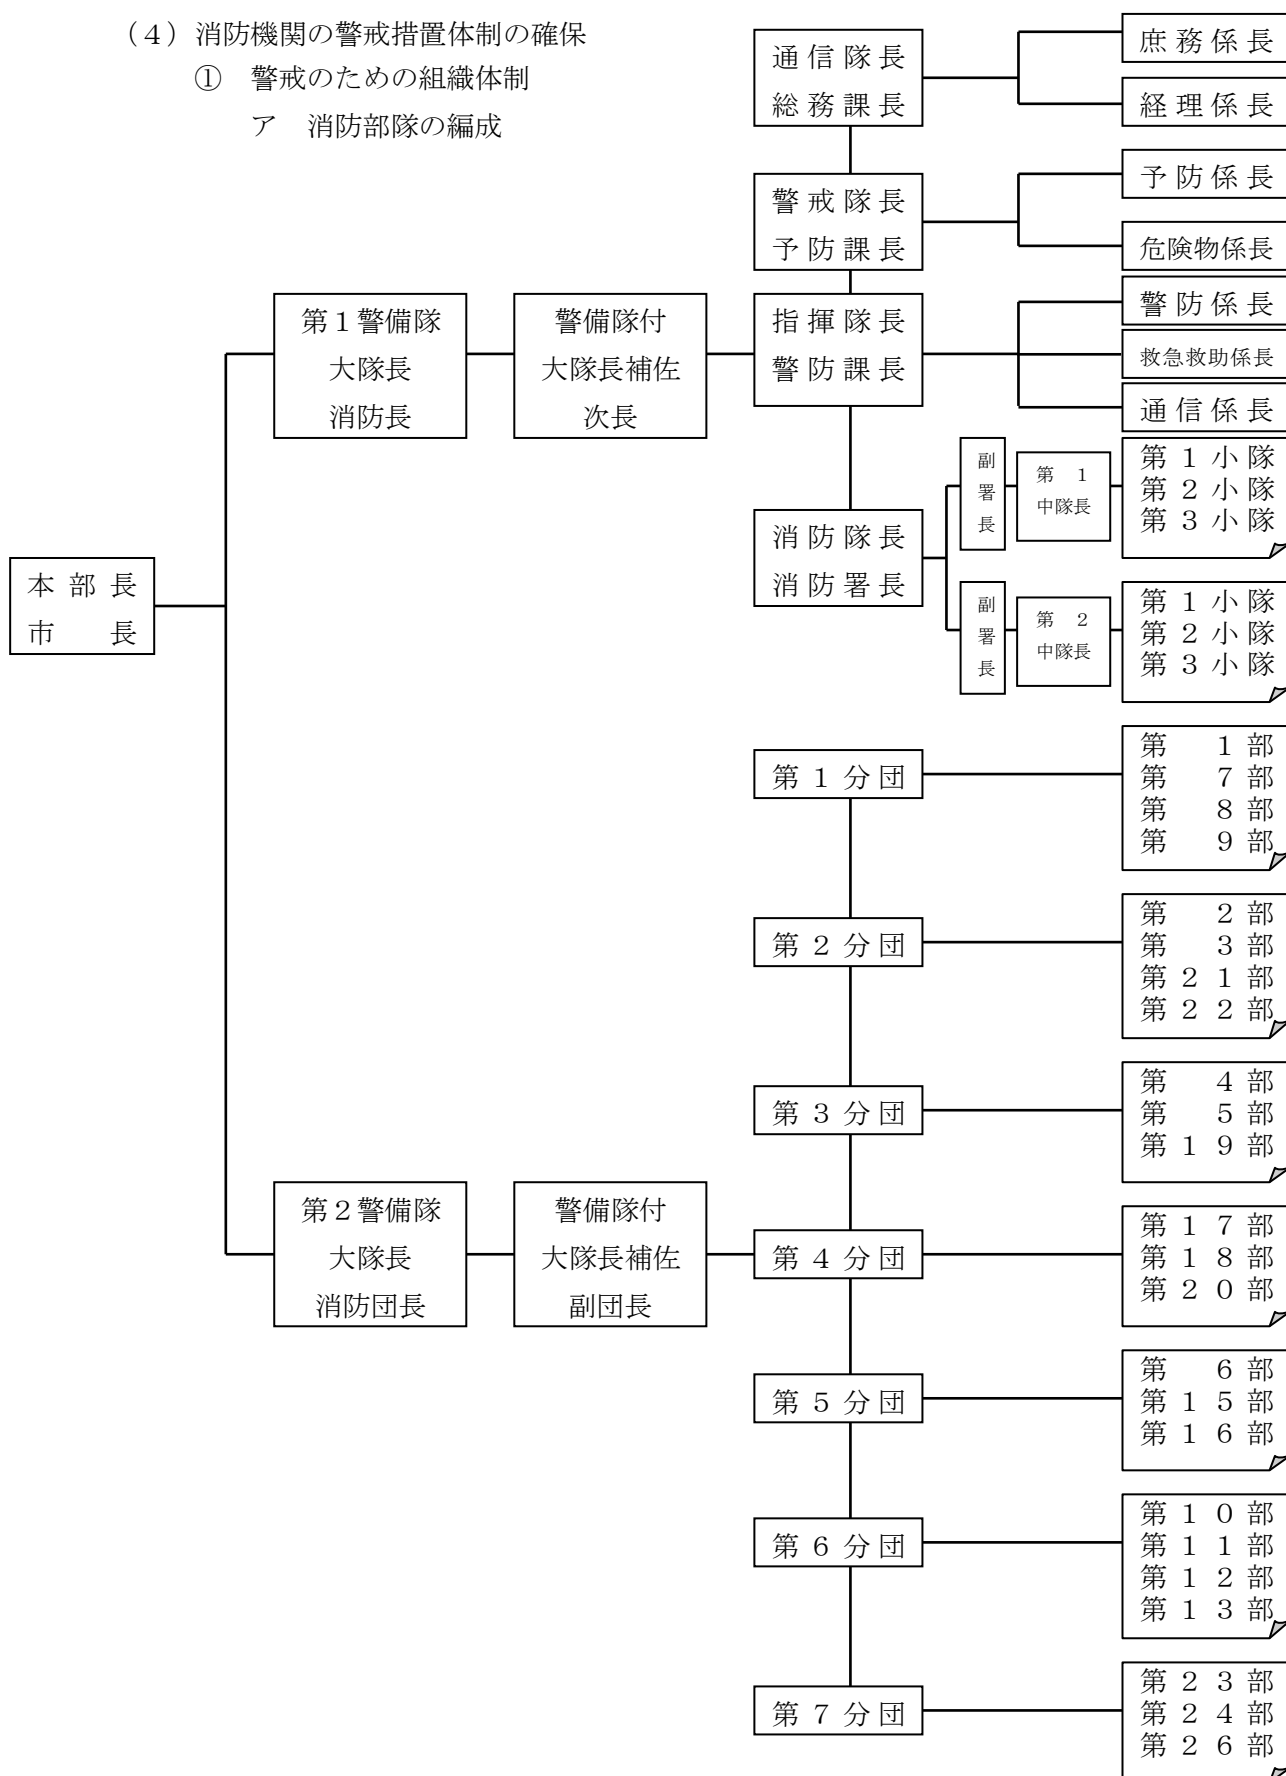 （４）消防機関の警戒措置体制の確保
①　警戒のための組織体制
ア　消防部隊の編成
本部長
市　　長
第１警備隊
大隊長
消防長
警備隊付
大隊長補佐
次長
通信隊長
総務課長
庶務係長
経理係長
警戒隊長
予防課長
予防係長
危険物係長
指揮隊長
警防課長
警防係長
救急救助係長
通信係長
消防隊長
消防署長
副
署
長
第　１
中隊長
第１小隊
第２小隊
第３小隊
副
署
長
第　２
中隊長
第１小隊
第２小隊
第３小隊
第２警備隊
大隊長
消防団長
警備隊付
大隊長補佐
副団長
第１分団
第　１部
第　７部
第　８部
第　９部
第２分団
第　２部
第　３部
第２１部
第２２部
第３分団
第　４部
第　５部
第１９部
第４分団
第１７部
第１８部
第２０部
第５分団
第　６部
第１５部
第１６部
第６分団
第１０部
第１１部
第１２部
第１３部
第７分団
第２３部
第２４部
第２６部